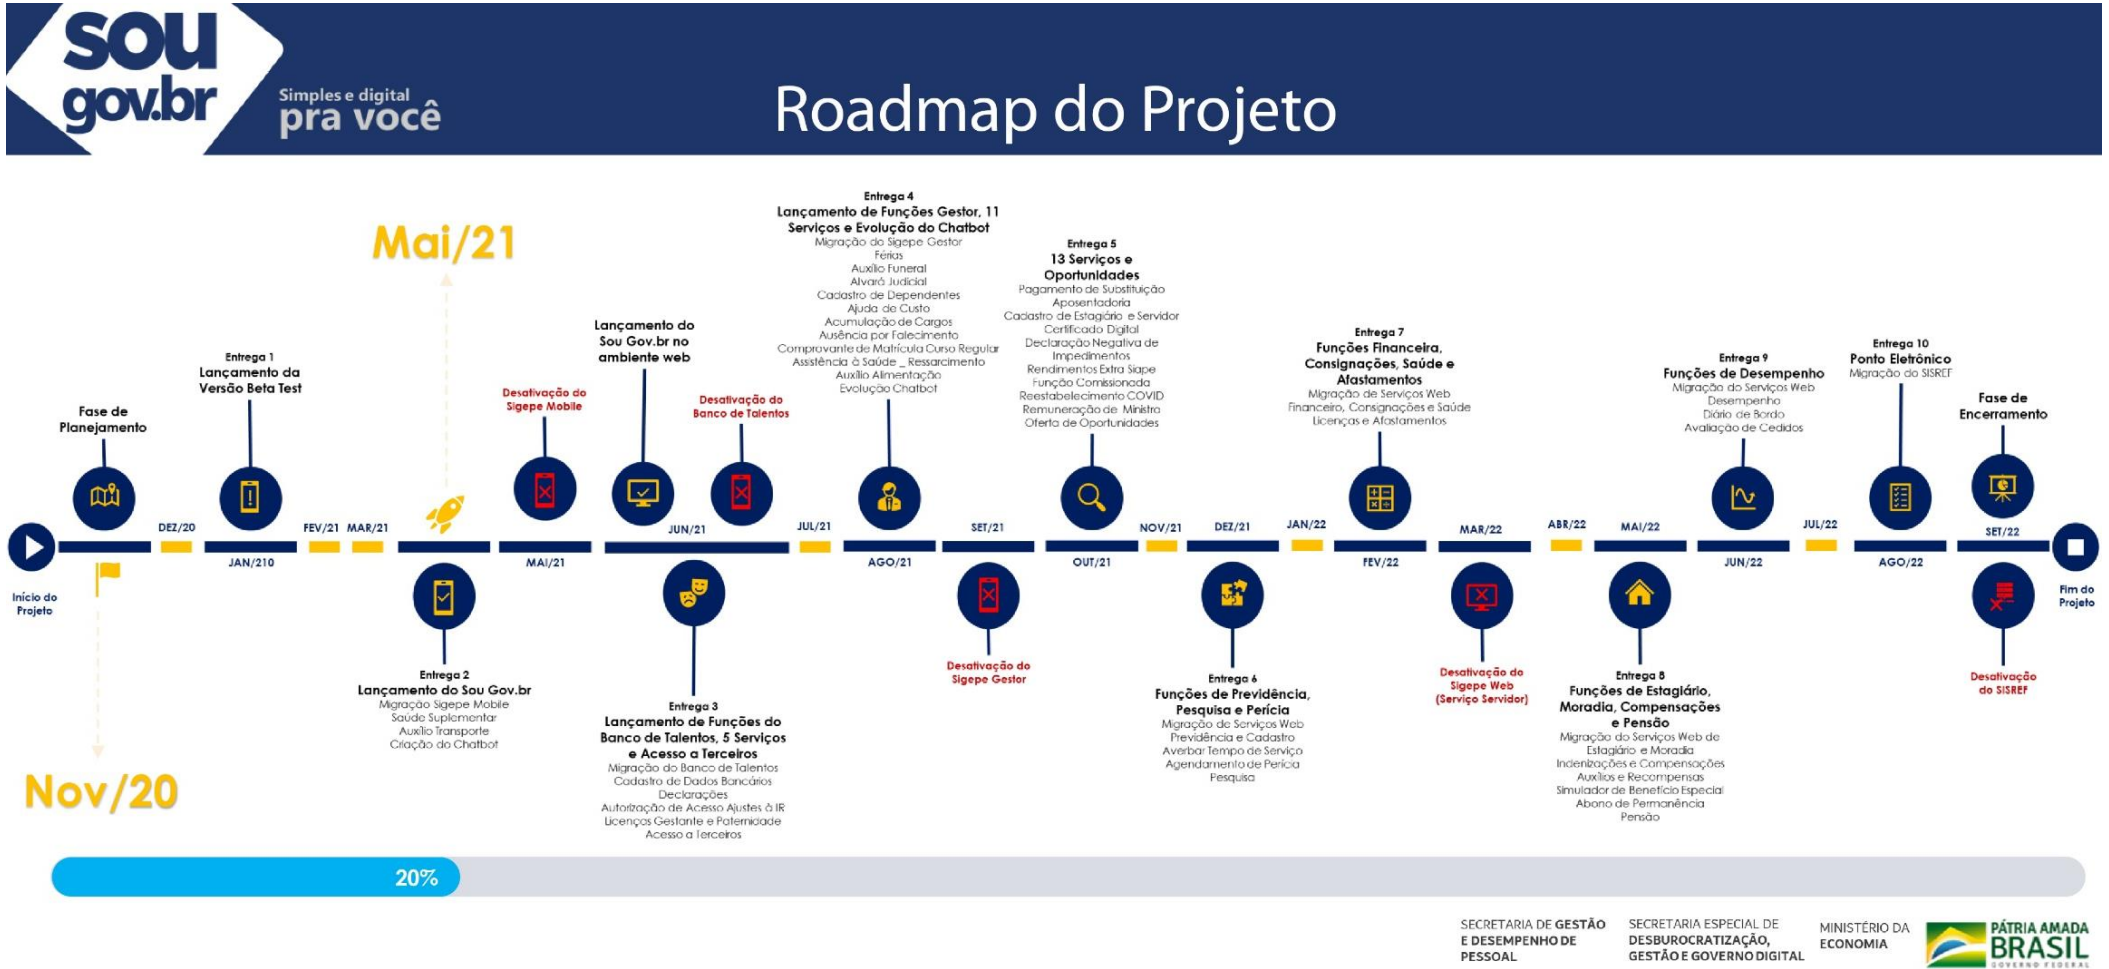 sou
gov.br
Simples e digital
pra você
Roadmap do Projeto
Início do
Projeto
Fase de
Planejamento
Nov/20
DEZ/20
Entrega 1
Lançamento da
Versão Beta Test
JAN/210
FEV/21
MAR/21
Mai/21
Entrega 2
Lançamento do Sou Gov.br
Migração Sigepe Mobile
Saúde Suplementar
Auxílio Transporte
Criação do Chatbot
Desativação do
Sigepe Mobile
MAI/21
Lançamento do
Sou Gov.br no
ambiente web
JUN/21
Desativação do
Banco de Talentos
Entrega 3
Lançamento de Funções do
Banco de Talentos, 5 Serviços
e Acesso a Terceiros
Migração do Banco de Talentos
Cadastro de Dados Bancários
Declarações
Autorização de Acesso Ajustes à IR
Licenças Gestante e Paternidade
Acesso a Terceiros
JUL/21
Entrega 4
Lançamento de Funções Gestor, 11
Serviços e Evolução do Chatbot
Migração do Sigepe Gestor
Férias
Auxílio Funeral
Alvará Judicial
Cadastro de Dependentes
Ajuda de Custo
Acumulação de Cargos
Ausência por Falecimento
Comprovante de Matrícula Curso Regular
Assistência à Saúde _ Ressarcimento
Auxílio Alimentação
Evolução Chatbot
AGO/21
SET/21
Desativação do
Sigepe Gestor
Entrega 5
13 Serviços e
Oportunidades
Pagamento de Substituição
Aposentadoria
Cadastro de Estagiário e Servidor
Certificado Digital
Declaração Negativa de
Impedimentos
Rendimentos Extra Siape
Função Comissionada
Reestabelecimento COVID
Remuneração de Ministro
Oferta de Oportunidades
OUT/21
NOV/21
DEZ/21
Entrega 6
Funções de Previdência,
Pesquisa e Perícia
Migração de Serviços Web
Previdência e Cadastro
Averbar Tempo de Serviço
Agendamento de Perícia
Pesquisa
JAN/22
Entrega 7
Funções Financeira,
Consignações, Saúde e
Afastamentos
Migração de Serviços Web
Financeiro, Consignações e Saúde
Licenças e Afastamentos
FEV/22
MAR/22
Desativação do
Sigepe Web
(Serviço Servidor)
ABR/22
MAI/22
Entrega 8
Funções de Estagiário,
Moradia, Compensações
e Pensão
Migração do Serviços Web de
Estagiário e Moradia
Indenizações e Compensações
Auxílios e Recompensas
Simulador de Benefício Especial
Abono de Permanência
Pensão
Entrega 9
Funções de Desempenho
Migração do Serviços Web
Desempenho
Diário de Bordo
Avaliação de Cedidos
JUN/22
JUL/22
Entrega 10
Ponto Eletrônico
Migração do SISREF
AGO/22
Fase de
Encerramento
SET/22
Desativação
do SISREF
Fim do
Projeto
20%
SECRETARIA DE GESTÃO
E DESEMPENHO DE
PESSOAL
SECRETARIA ESPECIAL DE
DESBUROCRATIZAÇÃO,
GESTÃO E GOVERNO DIGITAL
MINISTÉRIO DA
ECONOMIA
PÁTRIA AMADA
BRASIL
GOVERNO FEDERAL